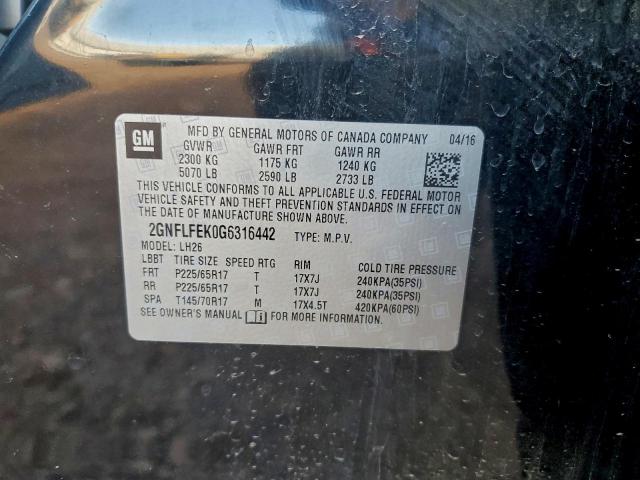 GM
MFD BY GENERAL MOTORS OF CANADA COMPANY 04/16
GVWR GAWR FRT GAWR RR
2300 KG 1175 KG 1240 KG
5070 LB 2590 LB 2733 LB
THIS VEHICLE CONFORMS TO ALL APPLICABLE U.S. FEDERAL MOTOR
VEHICLE SAFETY AND THEFT PREVENTION STANDARDS IN EFFECT ON THE
DATE OF MANUFACTURE SHOWN ABOVE.
2GNFLFEK0G6316442 TYPE: M.P.V.
MODEL: LH26
LBBT TIRE SIZE SPEED RTG RIM COLD TIRE PRESSURE
FRT P225/65R17 T 17X7J 240KPA(35PSI)
RR P225/65R17 T 17X7J 240KPA(35PSI)
SPA T145/70R17 M 17X4.5T 420KPA(60PSI)
SEE OWNER'S MANUAL FOR MORE INFORMATION.